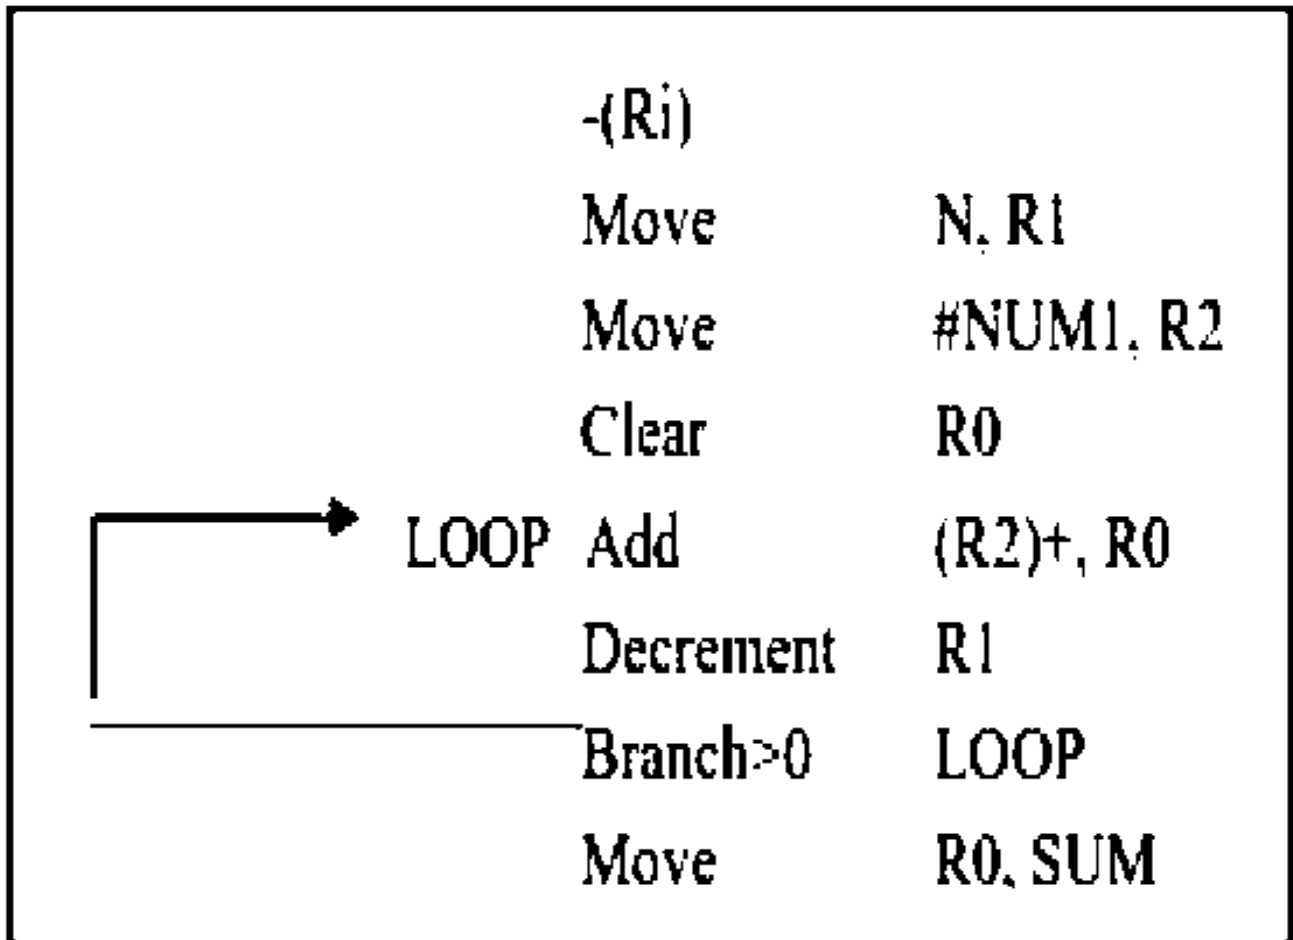 -(Ri)
Move N, R1
Move #NUM1, R2
Clear R0
LOOP Add (R2)+, R0
Decrement R1
Branch>0 LOOP
Move R0, SUM